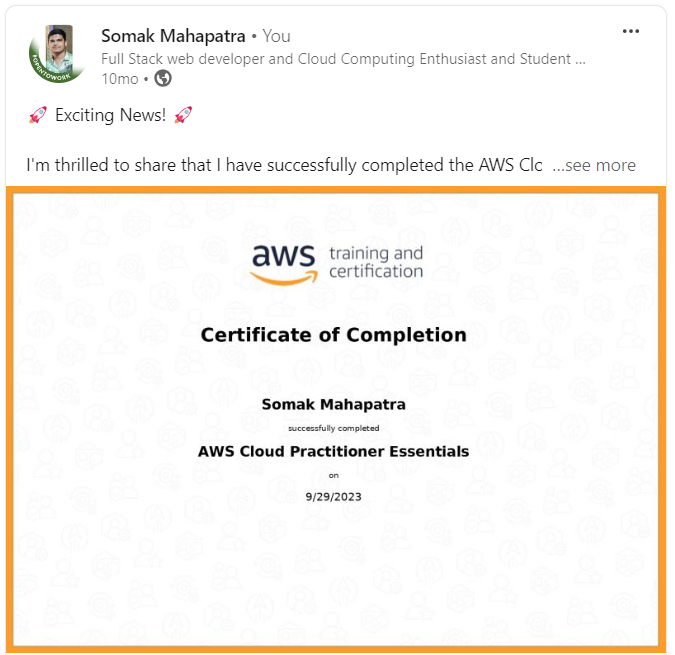 Somak Mahapatra • You
Full Stack web developer and Cloud Computing Enthusiast and Student ...
10mo •
🚀 Exciting News! 🚀
I'm thrilled to share that I have successfully completed the AWS Clo ...see more
aws training and
certification
Certificate of Completion
Somak Mahapatra
successfully completed
AWS Cloud Practitioner Essentials
on
9/29/2023
#OPENTOWORK